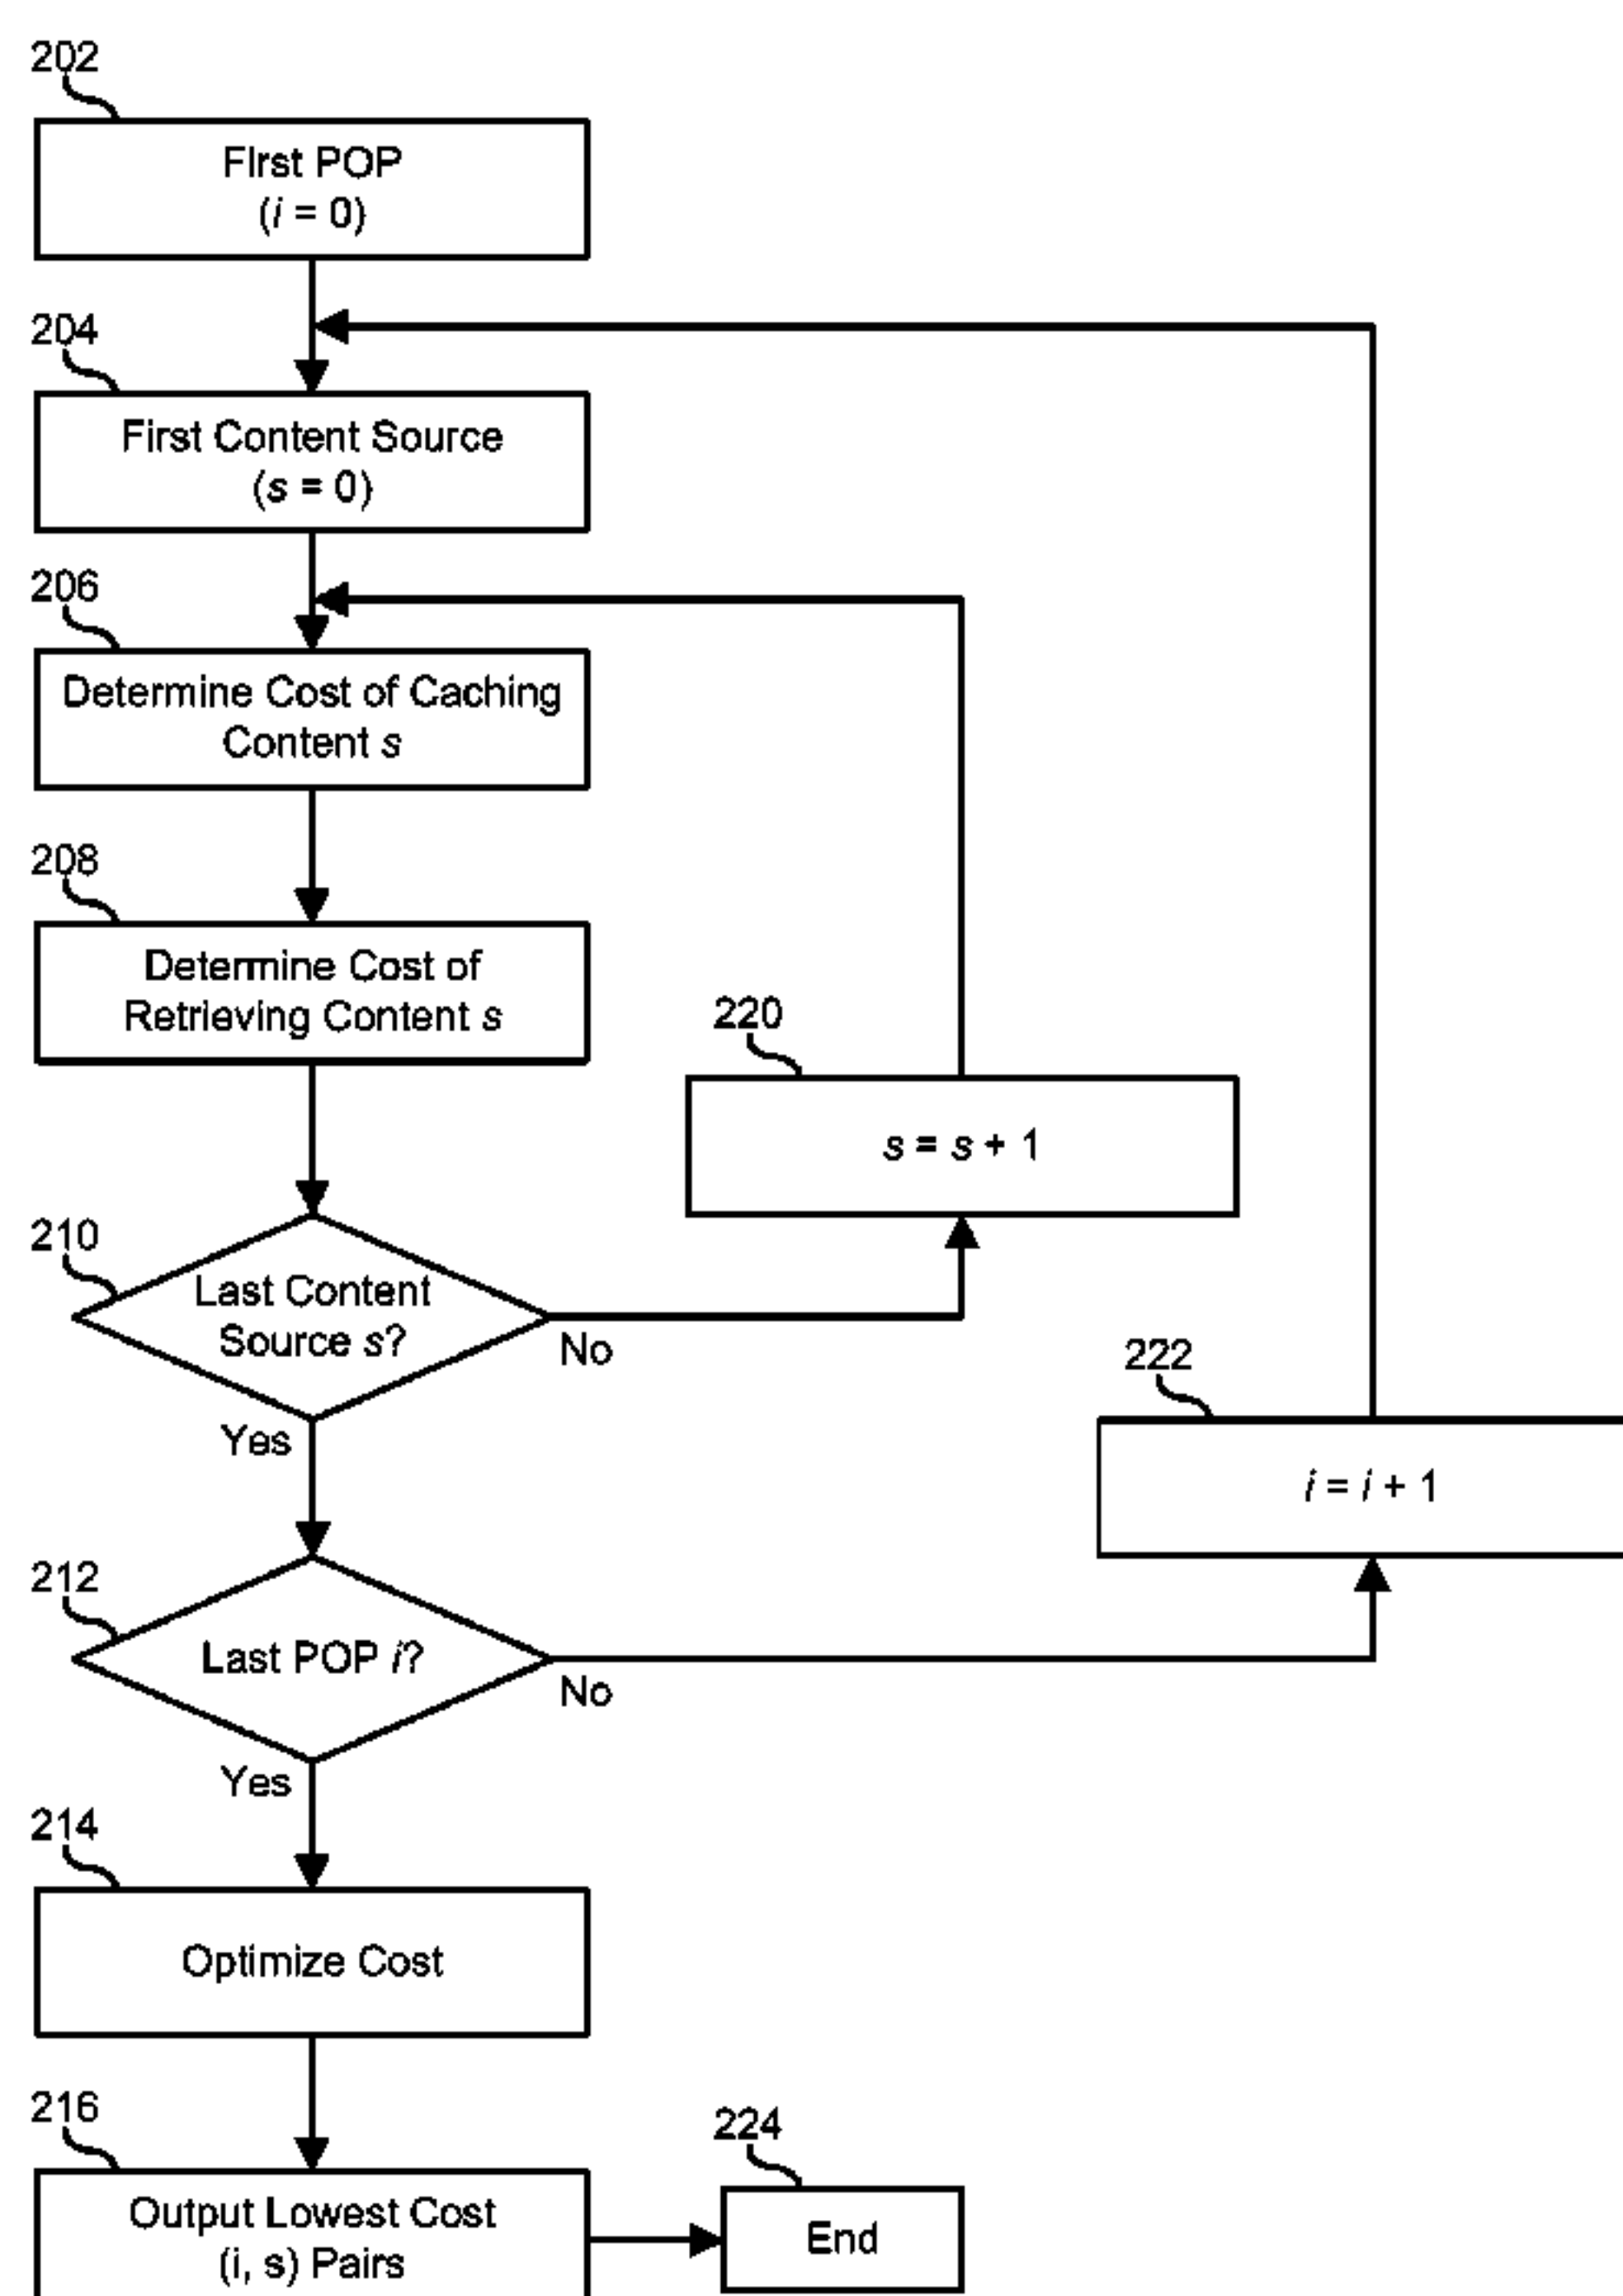 202
First POP
(i = 0)
204
First Content Source
(s = 0)
206
Determine Cost of Caching
Content s
208
Determine Cost of
Retrieving Content s
220
s = s + 1
210
Last Content
Source s?
No
Yes
222
i = i + 1
212
Last POP i?
No
Yes
214
Optimize Cost
216
Output Lowest Cost
(i, s) Pairs
224
End